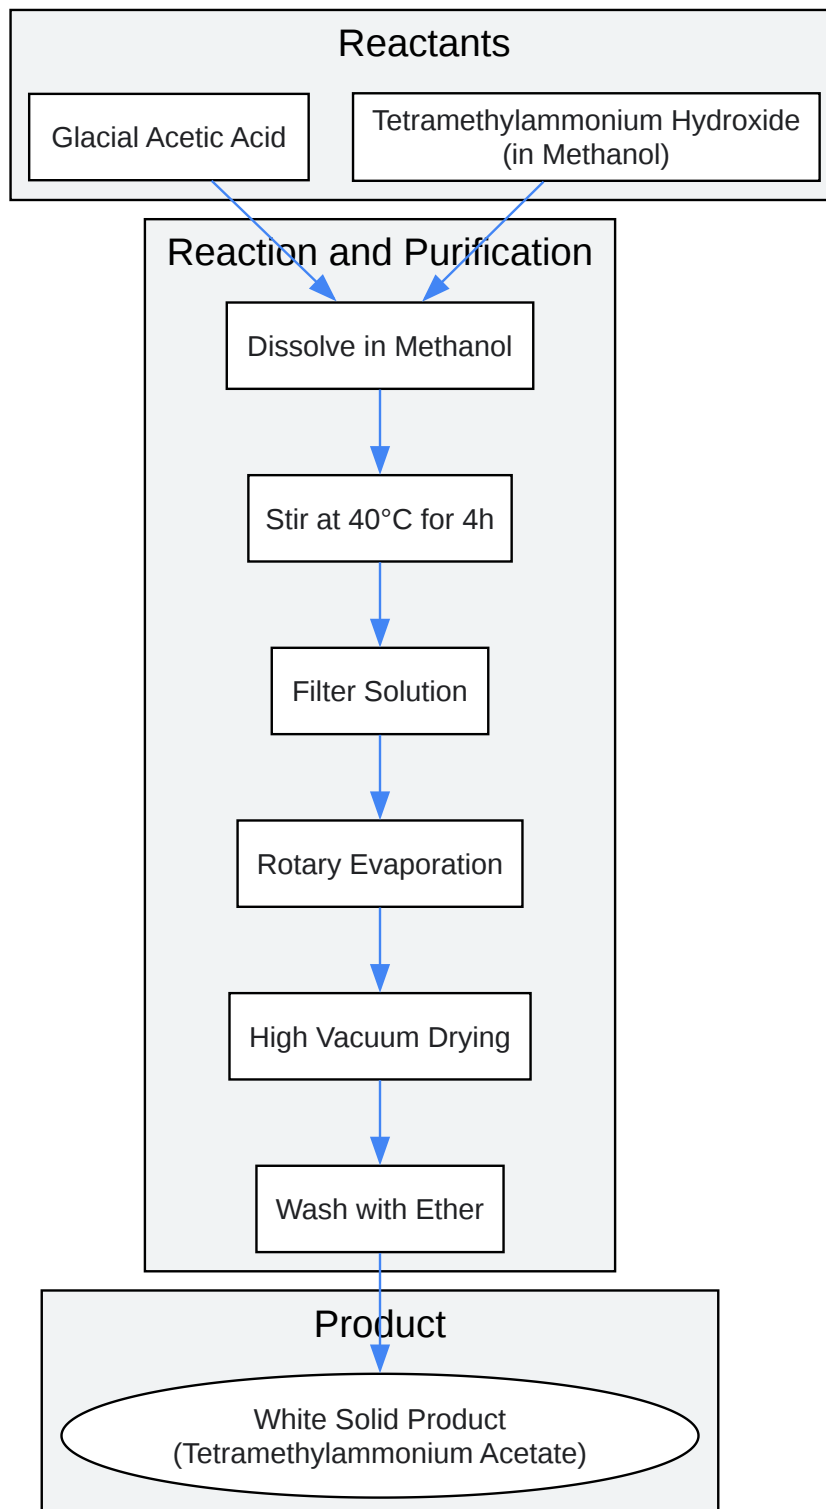 Reactants
Glacial Acetic Acid
Tetramethylammonium Hydroxide
(in Methanol)
Reaction and Purification
Dissolve in Methanol
Stir at 40°C for 4h
Filter Solution
Rotary Evaporation
High Vacuum Drying
Wash with Ether
Product
White Solid Product
(Tetramethylammonium Acetate)